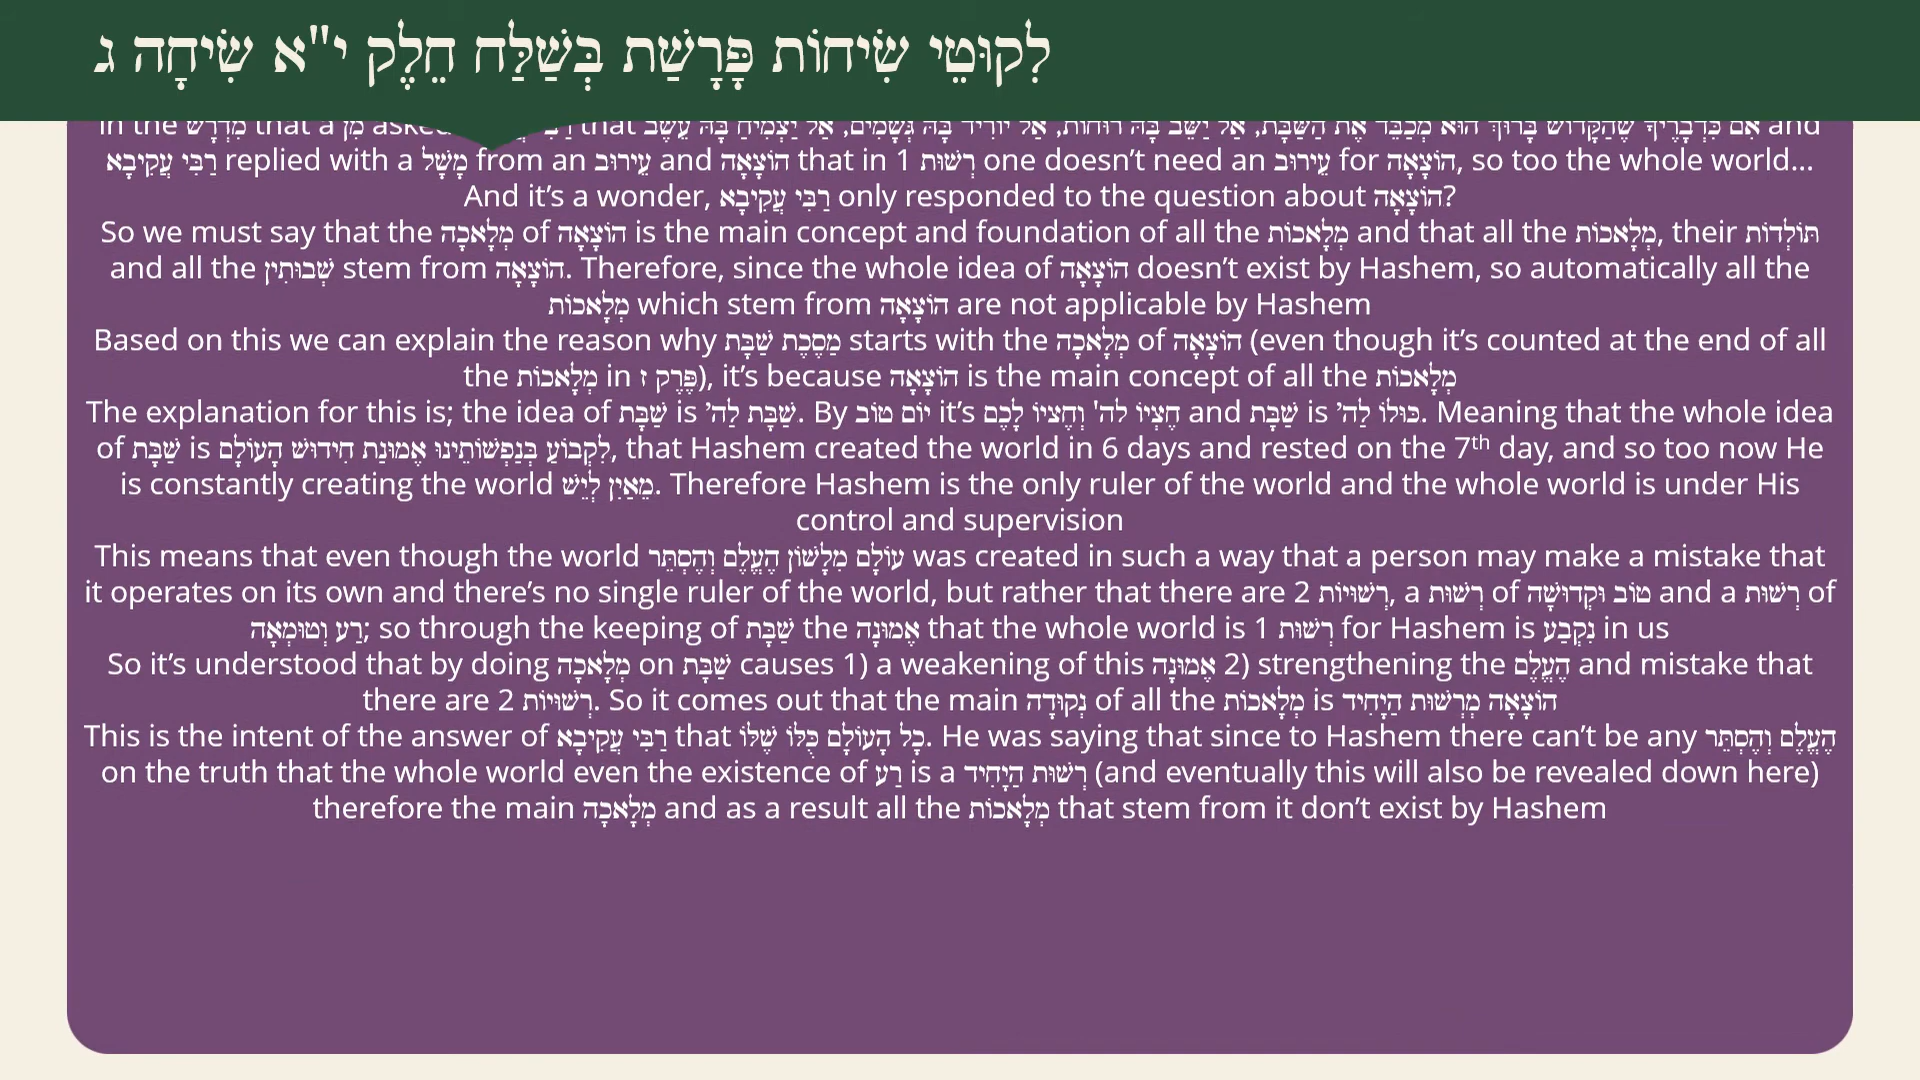 לִקוּטֵי שִׂיחוֹת פָּרָשַׁת בְּשַׁלַּח חֵלֶק י"א שִׂיחָה ג
in the מִדְרָשׁ that a מִן asked that אִם כִּדְבָרֶיךָ שֶׁהַקָּדוֹשׁ בָּרוּךְ הוּא מְכַבֵּד אֶת הַשַּׁבָּת, אַל יַשֵּׁב בָּהּ רוּחוֹת, אַל יוֹרִיד בָּהּ גְּשָׁמִים, אַל יַצְמִיחַ בָּהּ עֵשֶׂב and
רַבִּי עֲקִיבָא replied with a מָשָׁל from an עֵירוּב and הוֹצָאָה that in 1 רְשׁוּת one doesn't need an עֵירוּב for הוֹצָאָה, so too the whole world...
And it's a wonder, רַבִּי עֲקִיבָא only responded to the question about הוֹצָאָה?
So we must say that the מְלָאכָה of הוֹצָאָה is the main concept and foundation of all the מְלָאכוֹת and that all the מְלָאכוֹת, their תּוֹלְדוֹת
and all the שְׁבוּתִין stem from הוֹצָאָה. Therefore, since the whole idea of הוֹצָאָה doesn't exist by Hashem, so automatically all the
מְלָאכוֹת which stem from הוֹצָאָה are not applicable by Hashem
Based on this we can explain the reason why מַסֶכֶת שַׁבָּת starts with the מְלָאכָה of הוֹצָאָה (even though it's counted at the end of all
the מְלָאכוֹת in פֶּרֶק ז), it's because הוֹצָאָה is the main concept of all the מְלָאכוֹת
The explanation for this is; the idea of שַׁבָּת is שַׁבָּת לַה'. By יוֹם טוֹב it's חֶצְיוֹ לה' וְחֶצְיוֹ לָכֶם and שַׁבָּת is כּוּלוֹ לַה'. Meaning that the whole idea
of שַׁבָּת is לִקְבוֹעַ בְּנַפְשׁוֹתֵינוּ אֱמוּנַת חִידוּשׁ הָעוֹלָם, that Hashem created the world in 6 days and rested on the 7th day, and so too now He
is constantly creating the world מֵאַיִן לְיֵשׁ. Therefore Hashem is the only ruler of the world and the whole world is under His
control and supervision
This means that even though the world עוֹלָם מִלְשׁוֹן הֶעֱלֵם וְהֶסְתֵּר was created in such a way that a person may make a mistake that
it operates on its own and there's no single ruler of the world, but rather that there are 2 רְשׁוּיוֹת, a רְשׁוּת of טוֹב וּקְדוּשָׁה and a רְשׁוּת of
רַע וְטוּמְאָה; so through the keeping of שַׁבָּת the אֱמוּנָה that the whole world is 1 רְשׁוּת for Hashem is נִקְבַע in us
So it's understood that by doing מְלָאכָה on שַׁבָּת causes 1) a weakening of this אֱמוּנָה 2) strengthening the הֶעֱלֵם and mistake that
there are 2 רְשׁוּיוֹת. So it comes out that the main נְקוּדָה of all the מְלָאכוֹת is הוֹצָאָה מְרְשׁוּת הַיָחִיד
This is the intent of the answer of רַבִּי עֲקִיבָא that כָל הָעוֹלָם כֻּלּוֹ שֶׁלּוֹ. He was saying that since to Hashem there can't be any הֶעֱלֵם וְהֶסְתֵּר
on the truth that the whole world even the existence of רַע is a רְשׁוּת הַיָחִיד (and eventually this will also be revealed down here)
therefore the main מְלָאכָה and as a result all the מְלָאכוֹת that stem from it don't exist by Hashem